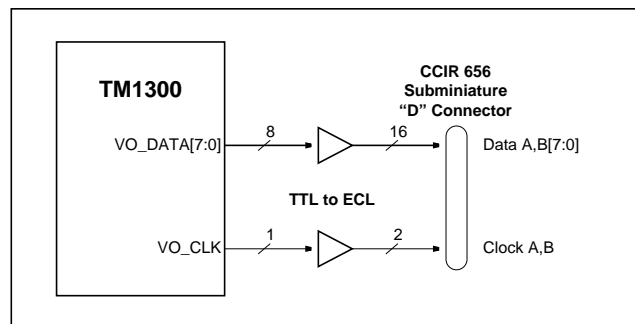 CCIR 656
Subminiature
“D” Connector
TM1300
VO_DATA[7:0]
8
16
Data A,B[7:0]
TTL to ECL
VO_CLK
1
2
Clock A,B